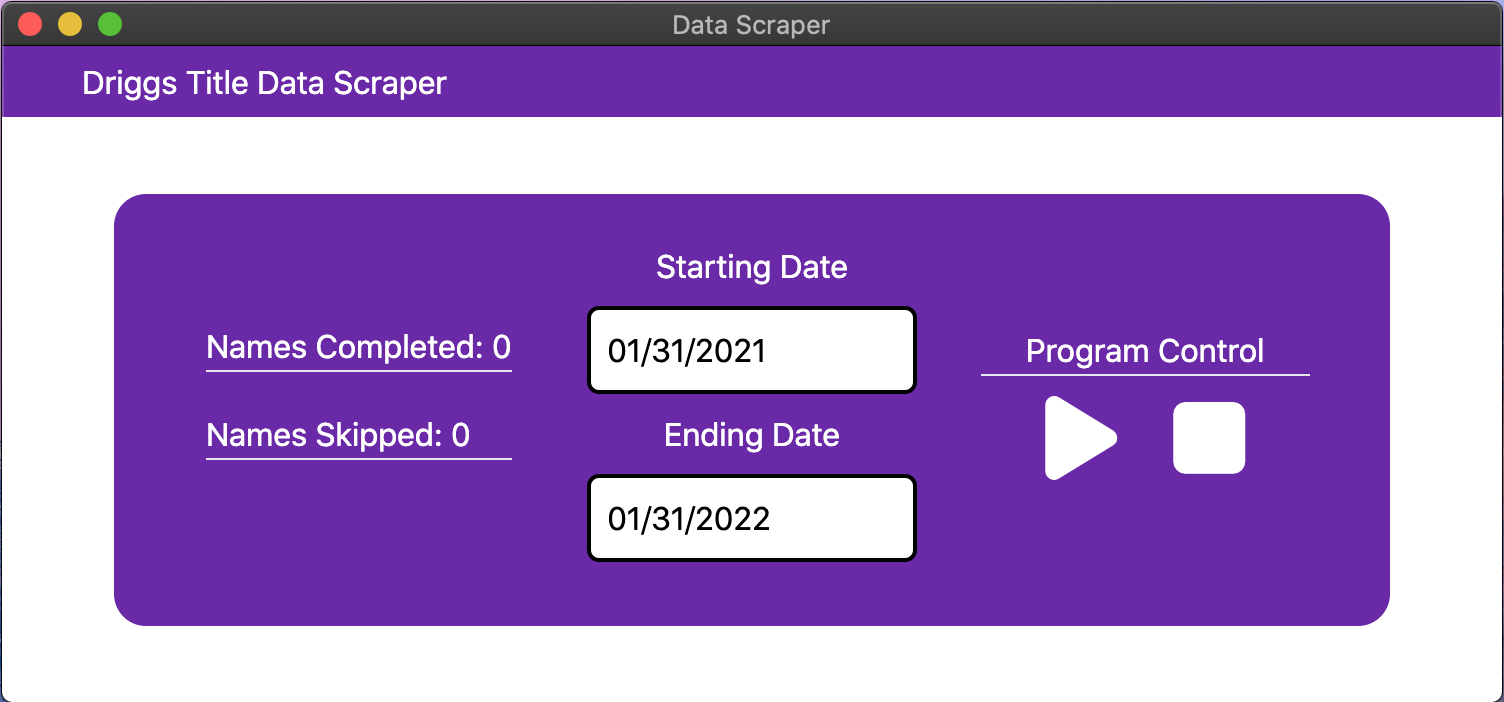 Data Scraper
Driggs Title Data Scraper
Names Completed: 0
Names Skipped: 0
Starting Date
01/31/2021
Ending Date
01/31/2022
Program Control